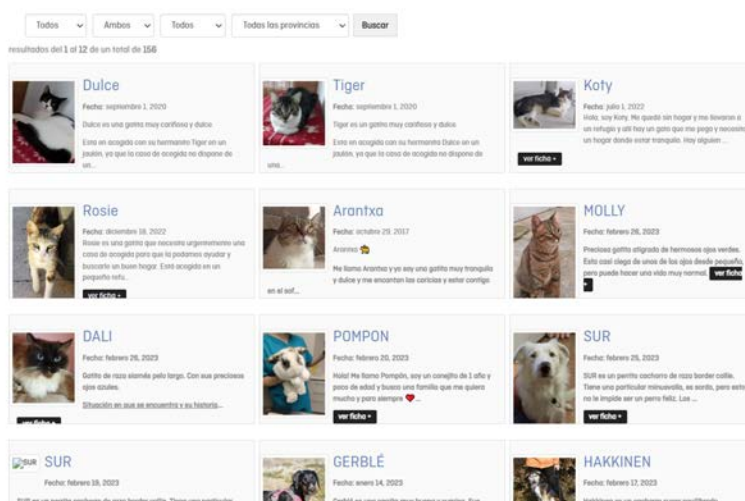 Todos Ambos Todos Todas las provincias Buscar
resultados del 1 al 12 de un total de 156
Dulce
Fecha: septiembre 1, 2020
Dulce es una gatita muy cariñosa y dulce
Esta en acogida con su hermanito Tiger en un
jaulón, ya que la casa de acogida no dispone de
un...
Tiger
Fecha: septiembre 1, 2020
Tiger es un gatito muy cariñoso y dulce
Esta en acogida con su hermanita Dulce en un
jaulón, ya que la casa de acogida no dispone de
una...
Koty
Fecha: julio 1, 2022
Hola, soy Koty. Me quedé sin hogar y me llevaron a
un refugio y allí hay un gato que me pega y necesito
un hogar donde estar tranquila. Hay alguien ...
ver ficha +
Rosie
Fecha: diciembre 18, 2022
Rosie es una gatita que necesita urgentemente una
casa de acogida para que la podamos ayudar y
buscarle un buen hogar. Está acogida en un
pequeño refu...
ver ficha +
Arantxa
Fecha: octubre 29, 2017
Arantxa
Me llamo Arantxa y yo soy una gatita muy tranquila
y dulce y me encantan las caricias y estar contigo
en el sof...
MOLLY
Fecha: febrero 26, 2023
Preciosa gatita atigrada de hermosos ojos verdes.
Esta casi ciega de unos de los ojos desde pequeña,
pero puede hacer una vida muy normal. ver ficha
+
DALI
Fecha: febrero 26, 2023
Gatito de raza siamés pelo largo. Con sus preciosos
ojos azules.
Situación en que se encuentra y su historia...
ver ficha +
POMPON
Fecha: febrero 20, 2023
Hola! Me llamo Pompón, soy un conejito de 1 año y
poco de edad y busco una familia que me quiera
mucho y para siempre ❤ ...
ver ficha +
SUR
Fecha: febrero 25, 2023
SUR es un perrito cachorro de raza border collie.
Tiene una particular minusvalía, es sordo, pero esto
no le impide ser un perro feliz. Los ...
ver ficha +
SUR SUR
Fecha: febrero 19, 2023
SUR es un perrito cachorro de raza border collie. Tiene una particular
GERBLÉ
Fecha: enero 14, 2023
HAKKINEN
Fecha: febrero 17, 2023